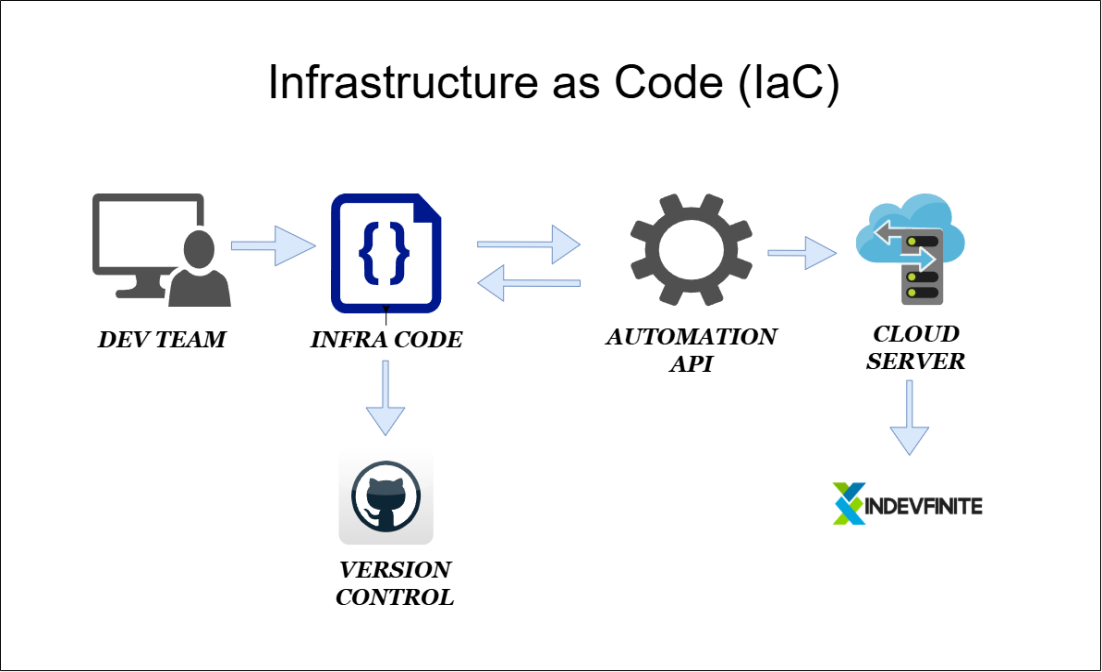 Infrastructure as Code (IaC)
{}
DEV TEAM
INFRA CODE
AUTOMATION
API
CLOUD
SERVER
VERSION
CONTROL
INDEVFINITE